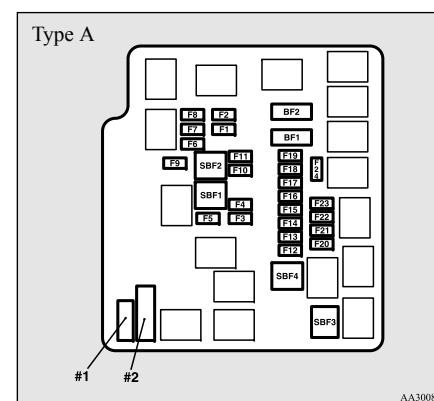 Type A
F8 F2
BF2
F7 F1
F6
BF1
F9
SBF2
F11
F10
F19
F18
F17
F24
SBF1
F4
F5 F3
F16
F15
F14
F13
F12
F23
F22
F21
F20
SBF4
SBF3
#1 #2
AA3008